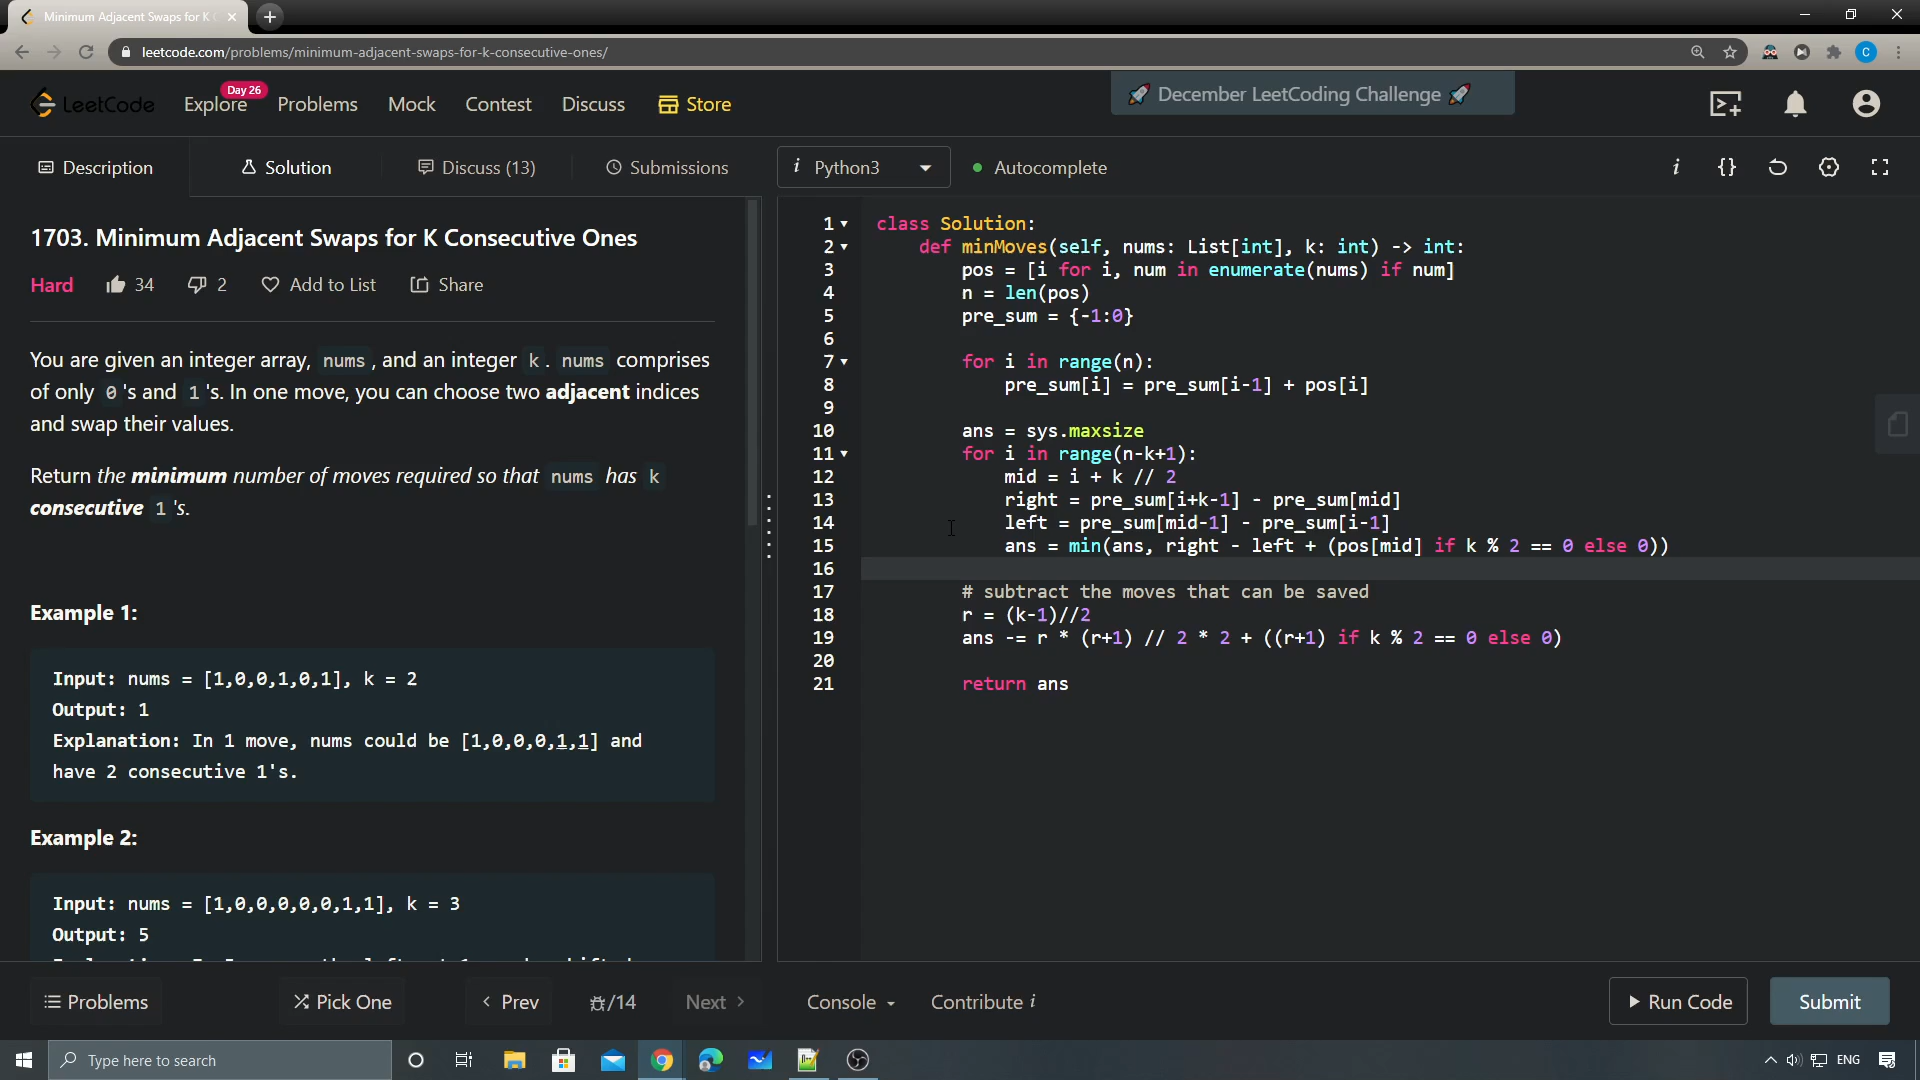 Minimum Adjacent Swaps for K C
leetcode.com/problems/minimum-adjacent-swaps-for-k-consecutive-ones/
C
LeetCode
Explore
Day 26
Problems
Mock
Contest
Discuss
Store
🚀 December LeetCoding Challenge 🚀
Description
Solution
Discuss (13)
Submissions
i Python3
Autocomplete
i
{}
1703. Minimum Adjacent Swaps for K Consecutive Ones
Hard
34
2
Add to List
Share
You are given an integer array, nums, and an integer k. nums comprises
of only 0's and 1's. In one move, you can choose two adjacent indices
and swap their values.
Return the minimum number of moves required so that nums has k
consecutive 1's.
Example 1:
Input: nums = [1,0,0,1,0,1], k = 2
Output: 1
Explanation: In 1 move, nums could be [1,0,0,0,1,1] and
have 2 consecutive 1's.
Example 2:
Input: nums = [1,0,0,0,0,0,1,1], k = 3
Output: 5
1 class Solution:
2 def minMoves(self, nums: List[int], k: int) -> int:
3 pos = [i for i, num in enumerate(nums) if num]
4 n = len(pos)
5 pre_sum = {-1:0}
6
7 for i in range(n):
8 pre_sum[i] = pre_sum[i-1] + pos[i]
9
10 ans = sys.maxsize
11 for i in range(n-k+1):
12 mid = i + k // 2
13 right = pre_sum[i+k-1] - pre_sum[mid]
14 left = pre_sum[mid-1] - pre_sum[i-1]
15 ans = min(ans, right - left + (pos[mid] if k % 2 == 0 else 0))
16
17 # subtract the moves that can be saved
18 r = (k-1)//2
19 ans -= r * (r+1) // 2 * 2 + ((r+1) if k % 2 == 0 else 0)
20
21 return ans
Problems
Pick One
Prev
/14
Next
Console
Contribute i
Run Code
Submit
Type here to search
ENG